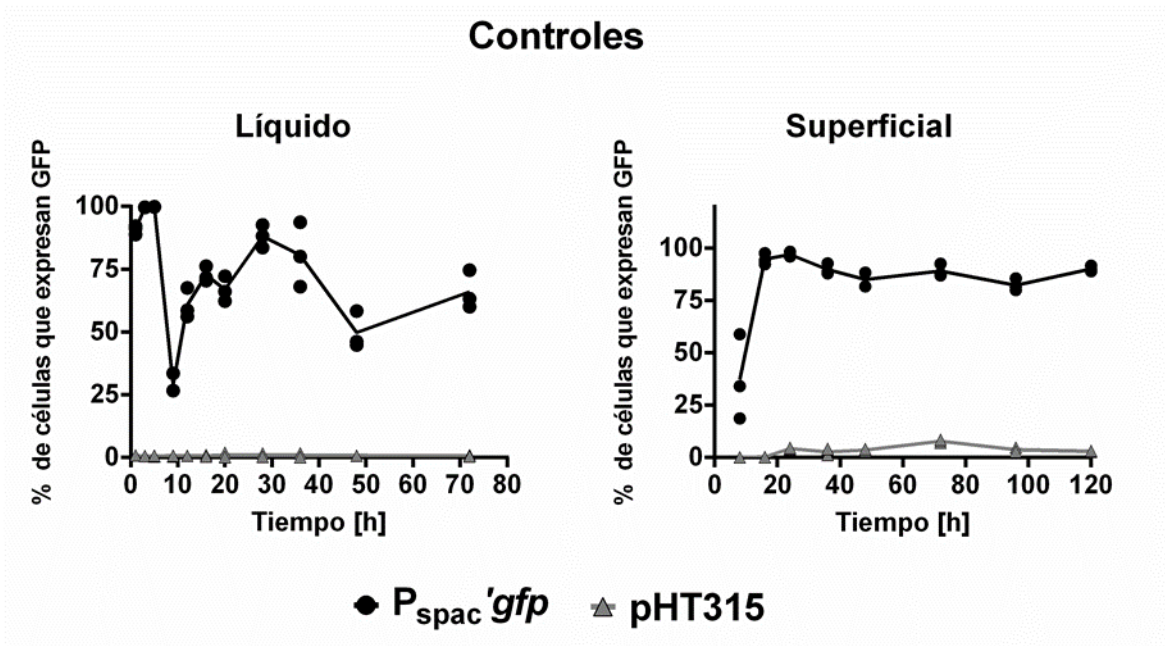 Controles
Líquido
% de células que expresan GFP
100
75
50
25
0
0 10 20 30 40 50 60 70 80
Tiempo [h]
Superficial
% de células que expresan GFP
100
75
50
25
0
0 20 40 60 80 100 120
Tiempo [h]
Pspac'gfp pHT315